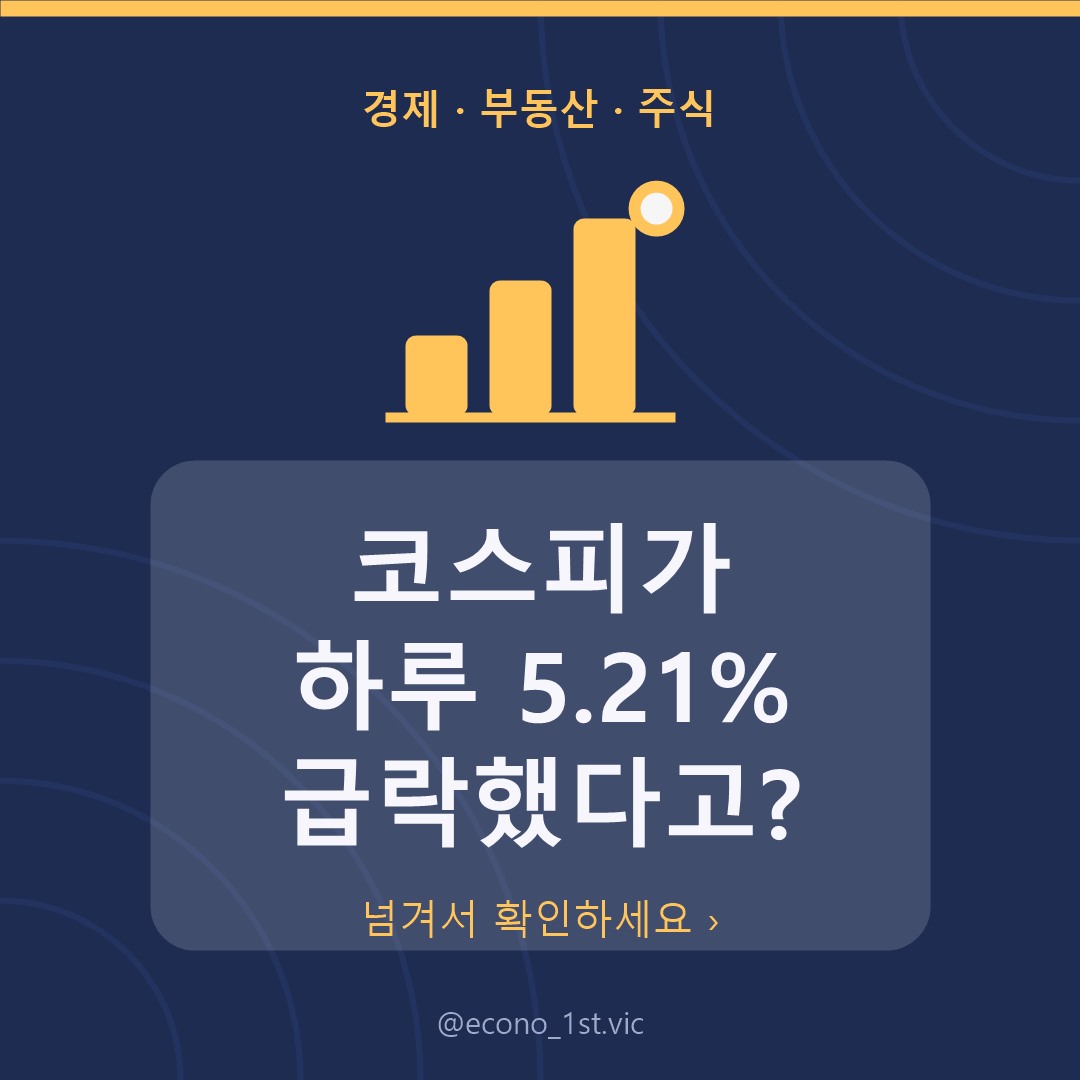 경제 · 부동산 · 주식
코스피가
하루 5.21%
급락했다고?
넘겨서 확인하세요 ›
@econo_1st.vic